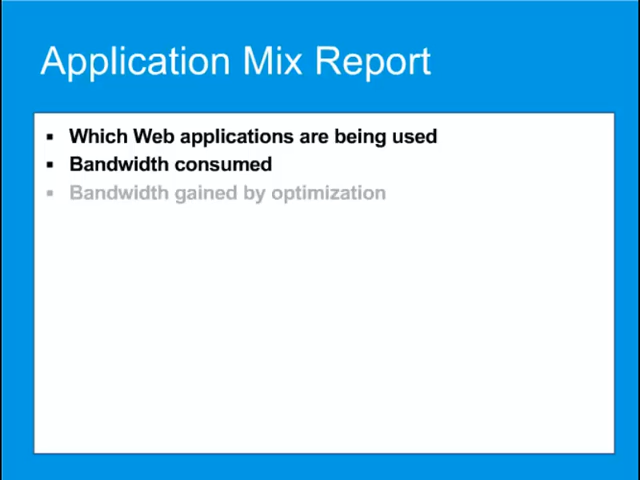 Application Mix Report
▪ Which Web applications are being used
▪ Bandwidth consumed
▪ Bandwidth gained by optimization